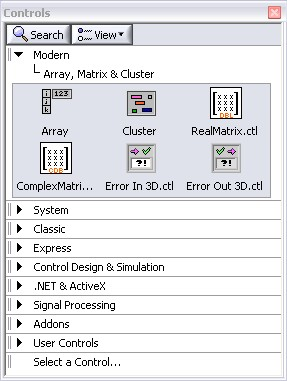 Controls
Search View
Modern
Array, Matrix & Cluster
Array Cluster RealMatrix.ctl
ComplexMatri... Error In 3D.ctl Error Out 3D.ctl
System
Classic
Express
Control Design & Simulation
.NET & ActiveX
Signal Processing
Addons
User Controls
Select a Control...